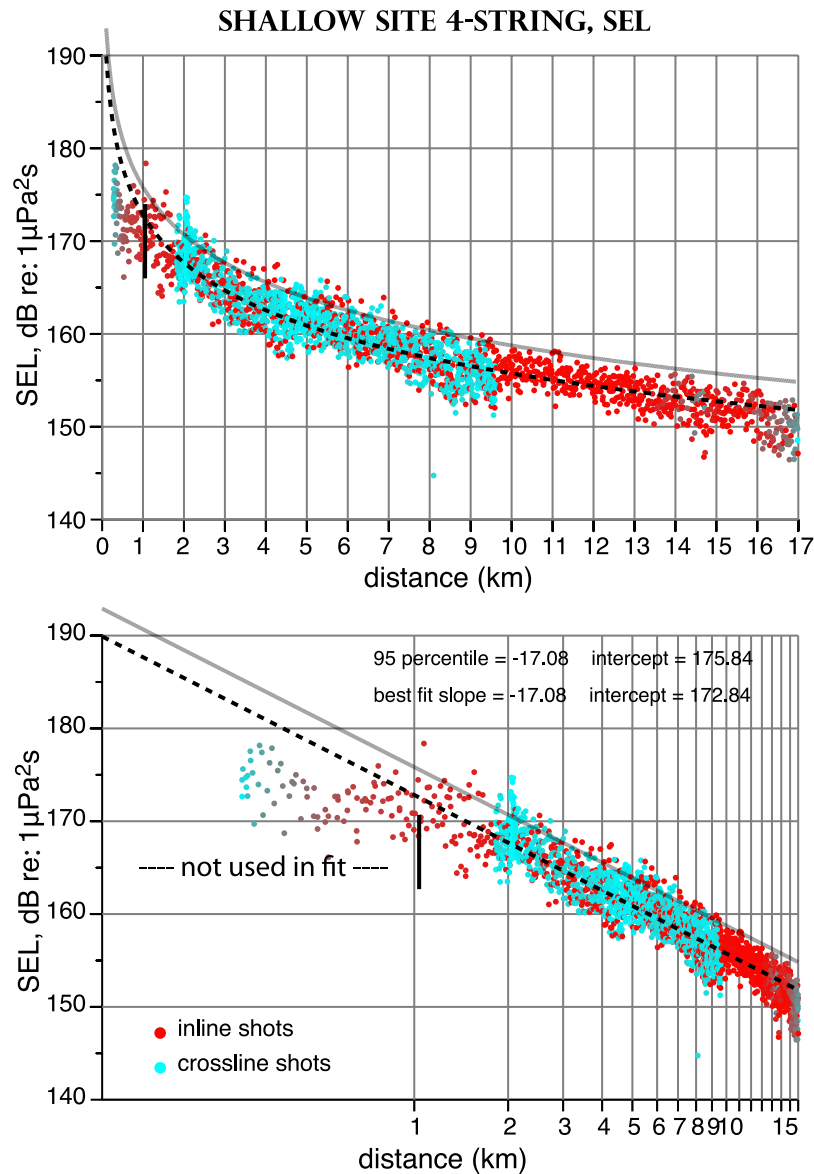 SHALLOW SITE 4-STRING, SEL
190
180
170
160
150
140
SEL, dB re: 1µPa²s
0 1 2 3 4 5 6 7 8 9 10 11 12 13 14 15 16 17
distance (km)
190
180
170
160
150
140
SEL, dB re: 1µPa²s
95 percentile = -17.08 intercept = 175.84
best fit slope = -17.08 intercept = 172.84
---- not used in fit ----
inline shots
crossline shots
1 2 3 4 5 6 7 8 9 10 15
distance (km)